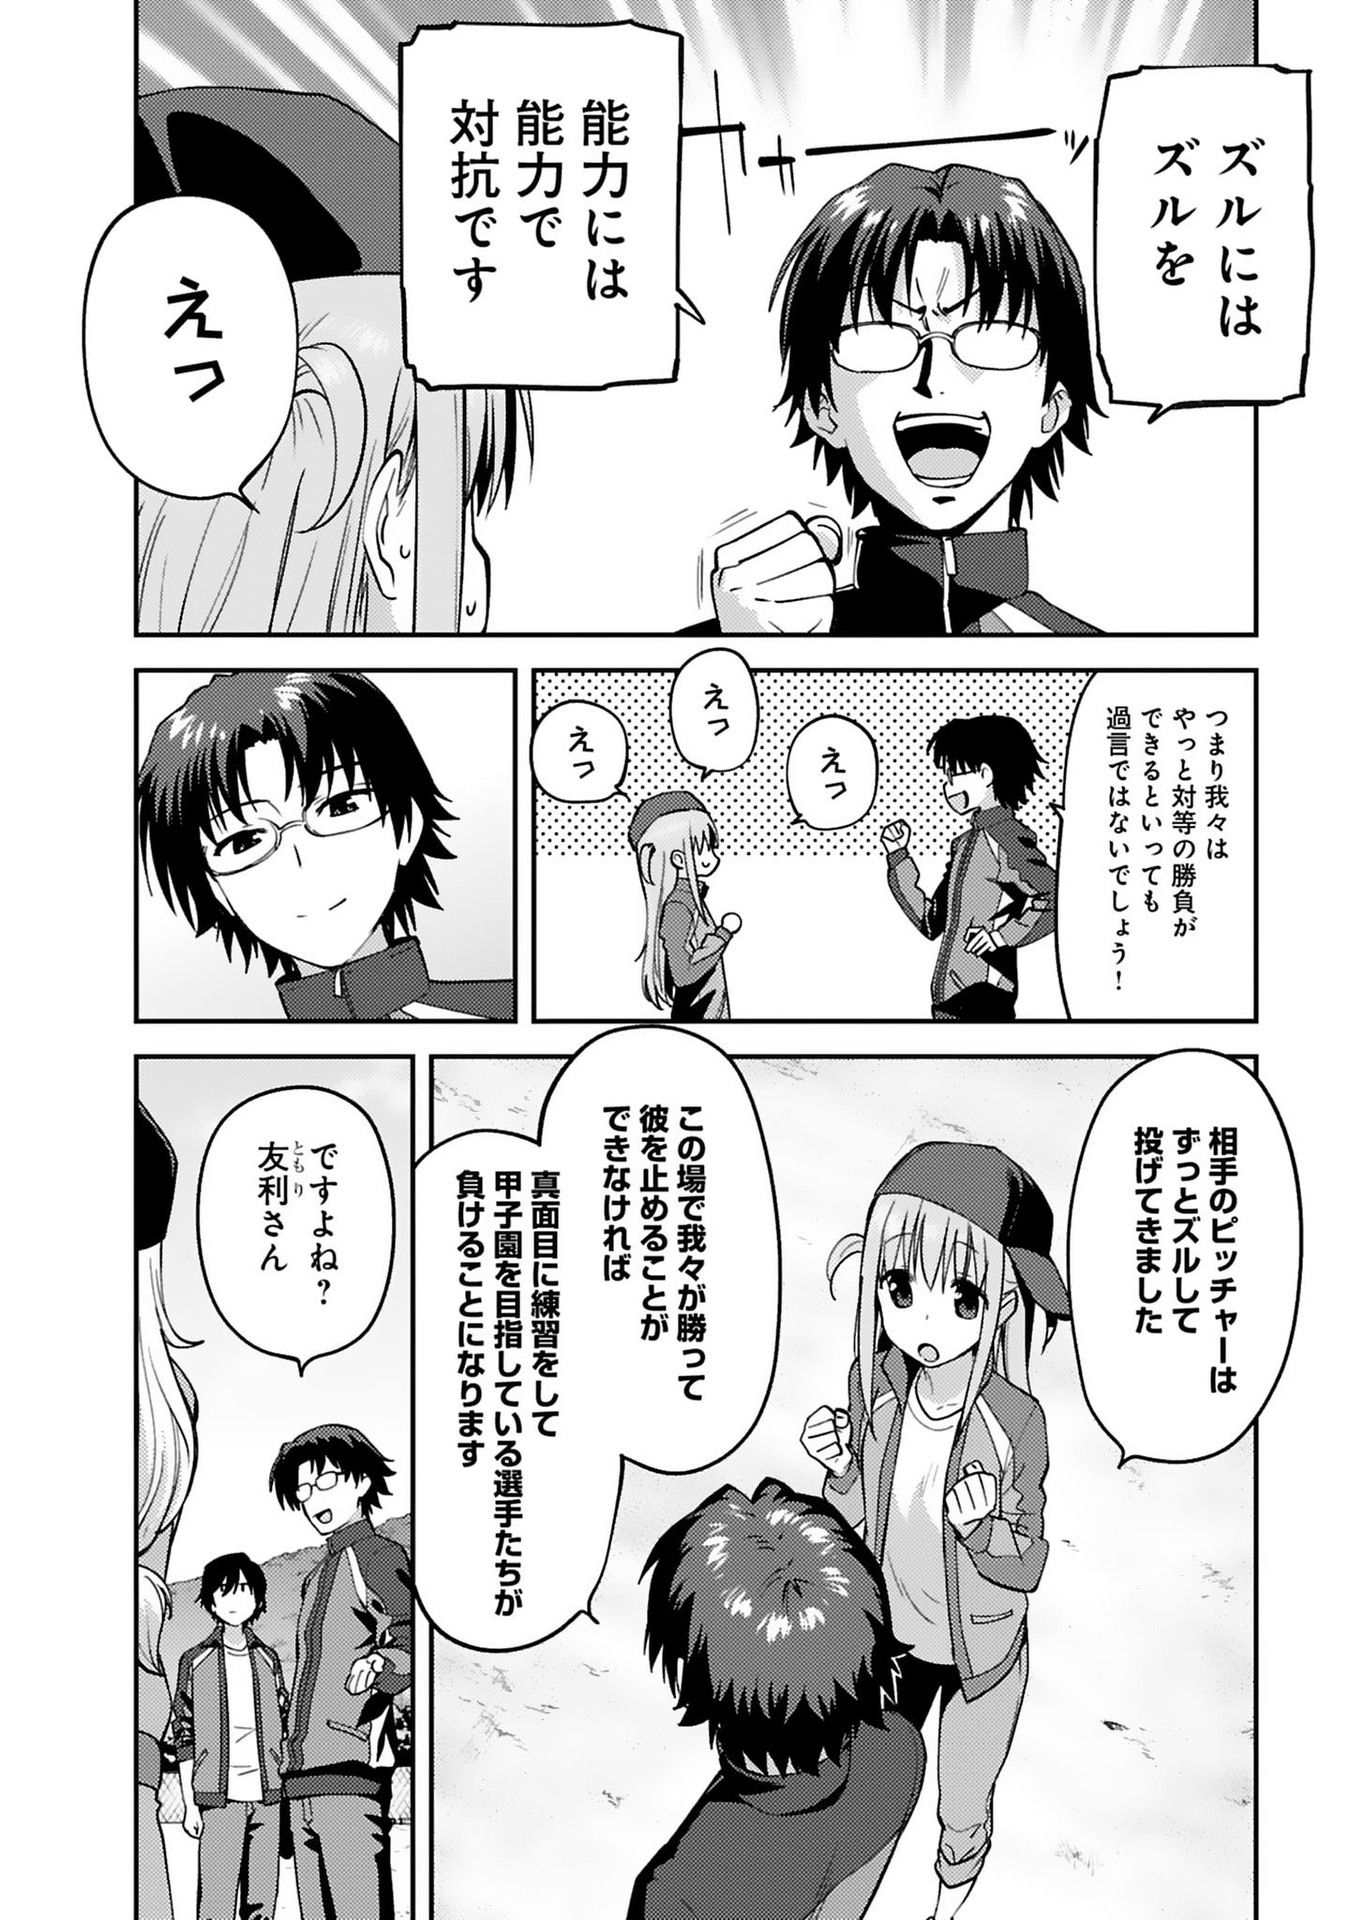 ズルには
ズルを
能力には
能力で
対抗です
えっ
つまり我々は
やっと対等の勝負が
できるといっても
過言ではないでしょう！
えっ
えっ
えっ
相手のピッチャーは
ずっとズルして
投げてきました
この場で我々が勝って
彼を止めることが
できなければ
真面目に練習をして
甲子園を目指している選手たちが
負けることになります
ですよね？
友利さん
ともり